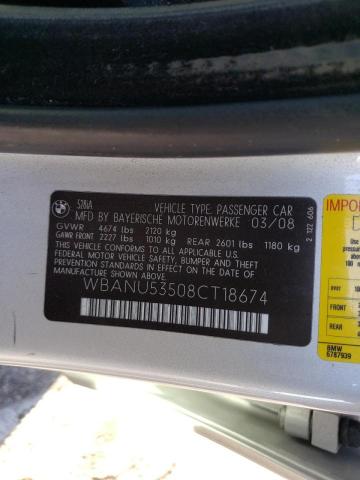 528iA
VEHICLE TYPE: PASSENGER CAR
MFD BY BAYERISCHE MOTORENWERKE 03/08
GVWR 4674 lbs 2120 kg
GAWR FRONT 2227 lbs 1010 kg REAR 2601 lbs 1180 kg
THIS VEHICLE CONFORMS TO ALL APPLICABLE U.S.
FEDERAL MOTOR VEHICLE SAFETY, BUMPER AND THEFT
PREVENTION STANDARDS IN EFFECT ON THE DATE
OF MANUFACTURE SHOWN ABOVE.
WBANU53508CT18674
2 122 606
BMW
6787939